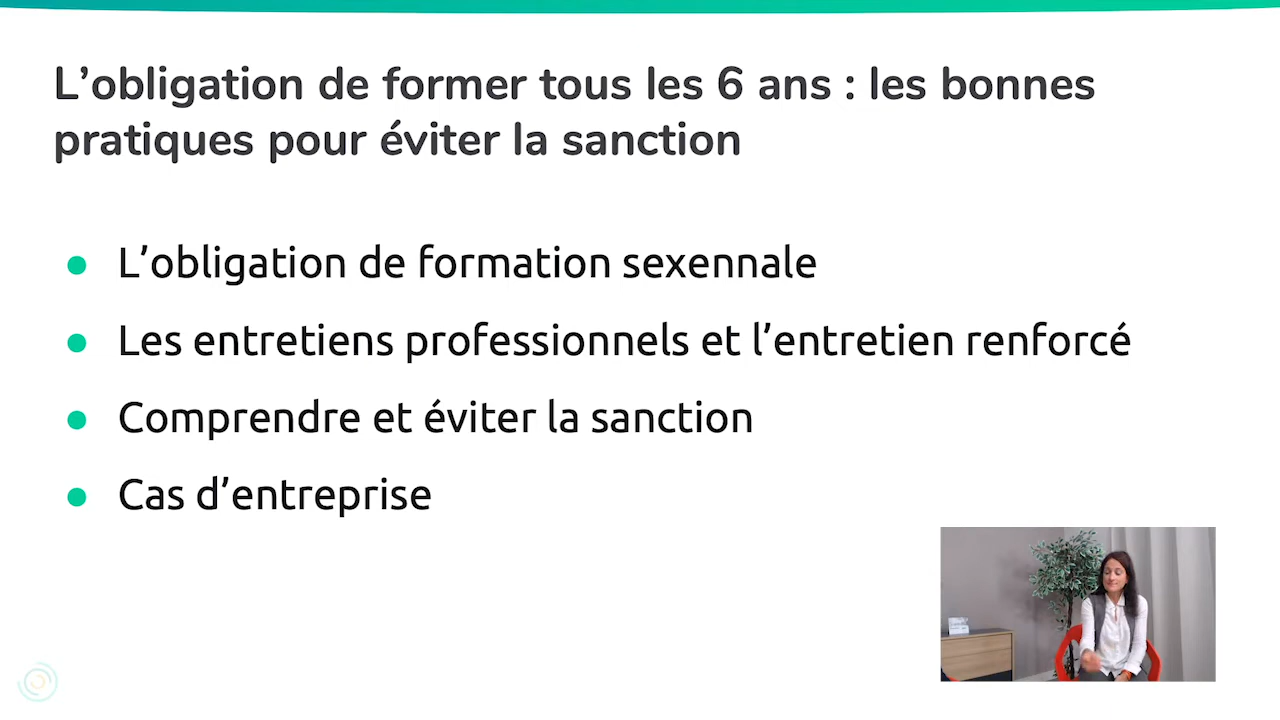 L’obligation de former tous les 6 ans : les bonnes
pratiques pour éviter la sanction
● L’obligation de formation sexennale
● Les entretiens professionnels et l’entretien renforcé
● Comprendre et éviter la sanction
● Cas d’entreprise